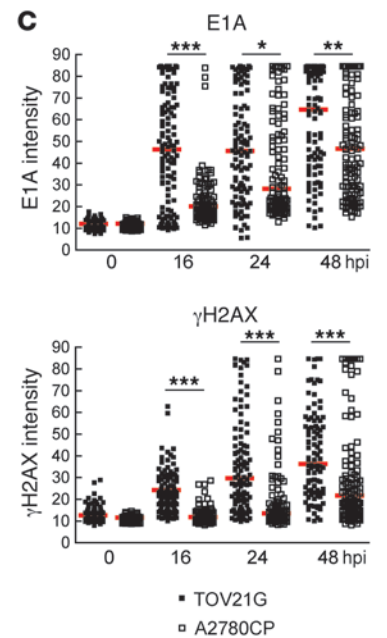 C
E1A
*** * **
90
80
70
60
50
40
30
20
10
0
E1A intensity
0 16 24 48 hpi
γH2AX
*** *** ***
90
80
70
60
50
40
30
20
10
0
γH2AX intensity
0 16 24 48 hpi
TOV21G
A2780CP